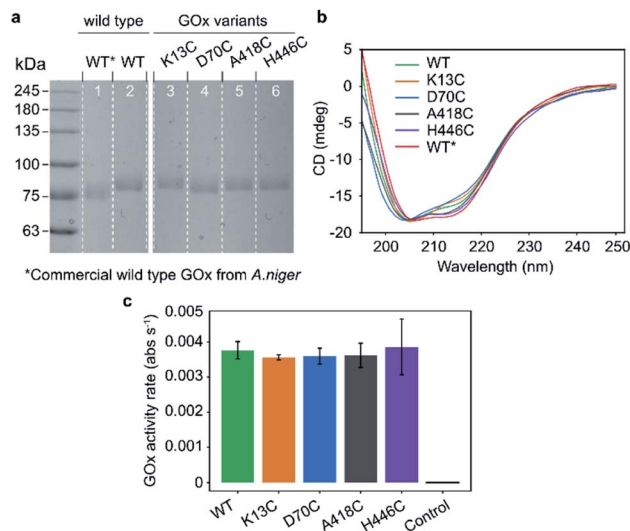 a
wild type
GOx variants
kDa
WT* WT
K13C D70C A418C H446C
245
180
135
100
75
63
1 2 3 4 5 6
*Commercial wild type GOx from A.niger
b
CD (mdeg)
5
0
-5
-10
-15
-20
WT
K13C
D70C
A418C
H446C
WT*
210 220 230 240 250
Wavelength (nm)
c
GOx activity rate (abs s⁻¹)
0.005
0.004
0.003
0.002
0.001
0
WT K13C D70C A418C H446C Control